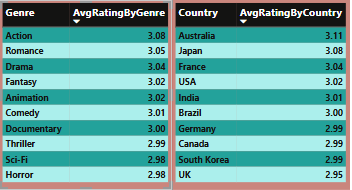 Genre AvgRatingByGenre
Action 3.08
Romance 3.05
Drama 3.04
Fantasy 3.02
Animation 3.02
Comedy 3.01
Documentary 3.00
Thriller 2.99
Sci-Fi 2.98
Horror 2.98
Country AvgRatingByCountry
Australia 3.11
Japan 3.08
France 3.04
USA 3.02
India 3.01
Brazil 3.00
Germany 2.99
Canada 2.99
South Korea 2.99
UK 2.95